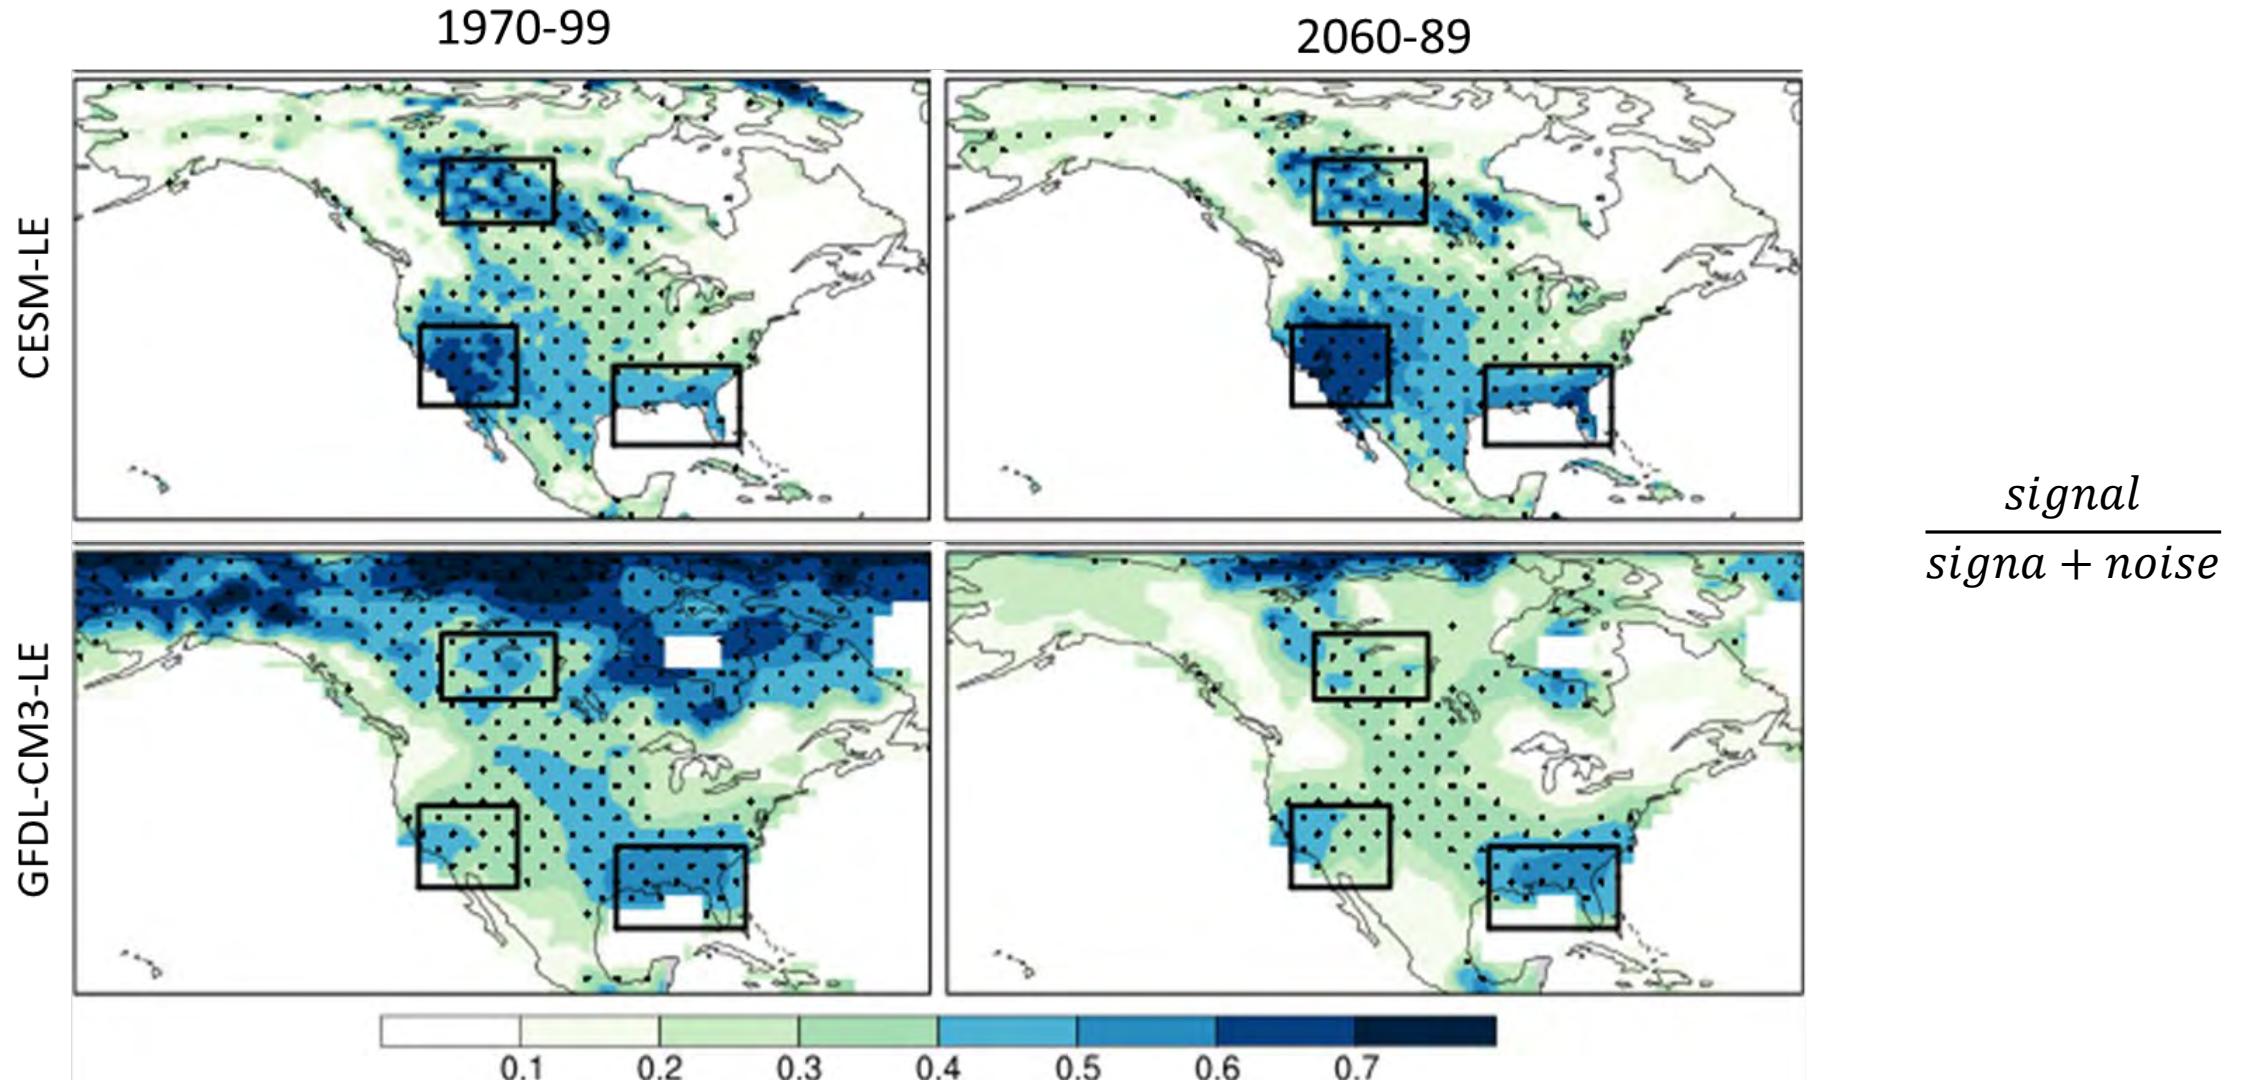 1970-99
2060-89
CESM-LE
GFDL-CM3-LE
signal
signa + noise
0.1 0.2 0.3 0.4 0.5 0.6 0.7